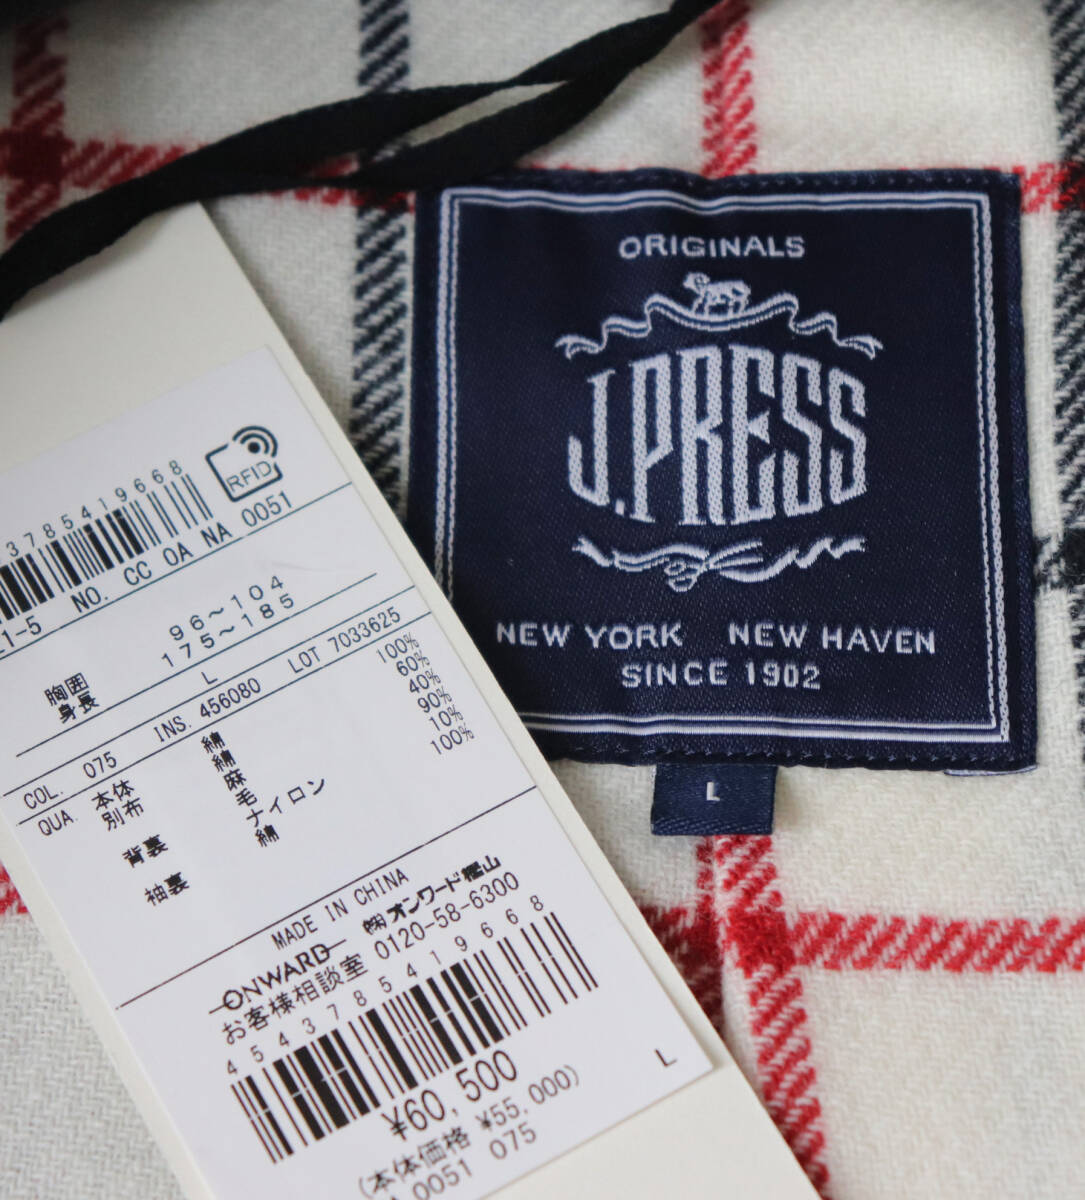 ORIGINALS
J.PRESS
NEW YORK NEW HAVEN
SINCE 1902
L
RFID
3785419668
1-5 NO. CC OA NA 0051
胸囲 96～104
身長 175～185
L
COL. 075 INS. 456080 LOT 7033625
QUA. 本体 綿 100%
別布 綿 60%
麻 40%
背裏 毛 90%
ナイロン 10%
袖裏 綿 100%
MADE IN CHINA
ONWARD ㈱オンワード樫山
お客様相談室 0120-58-6300
4543785419668
¥60,500
(本体価格 ¥55,000)
0051 075
L